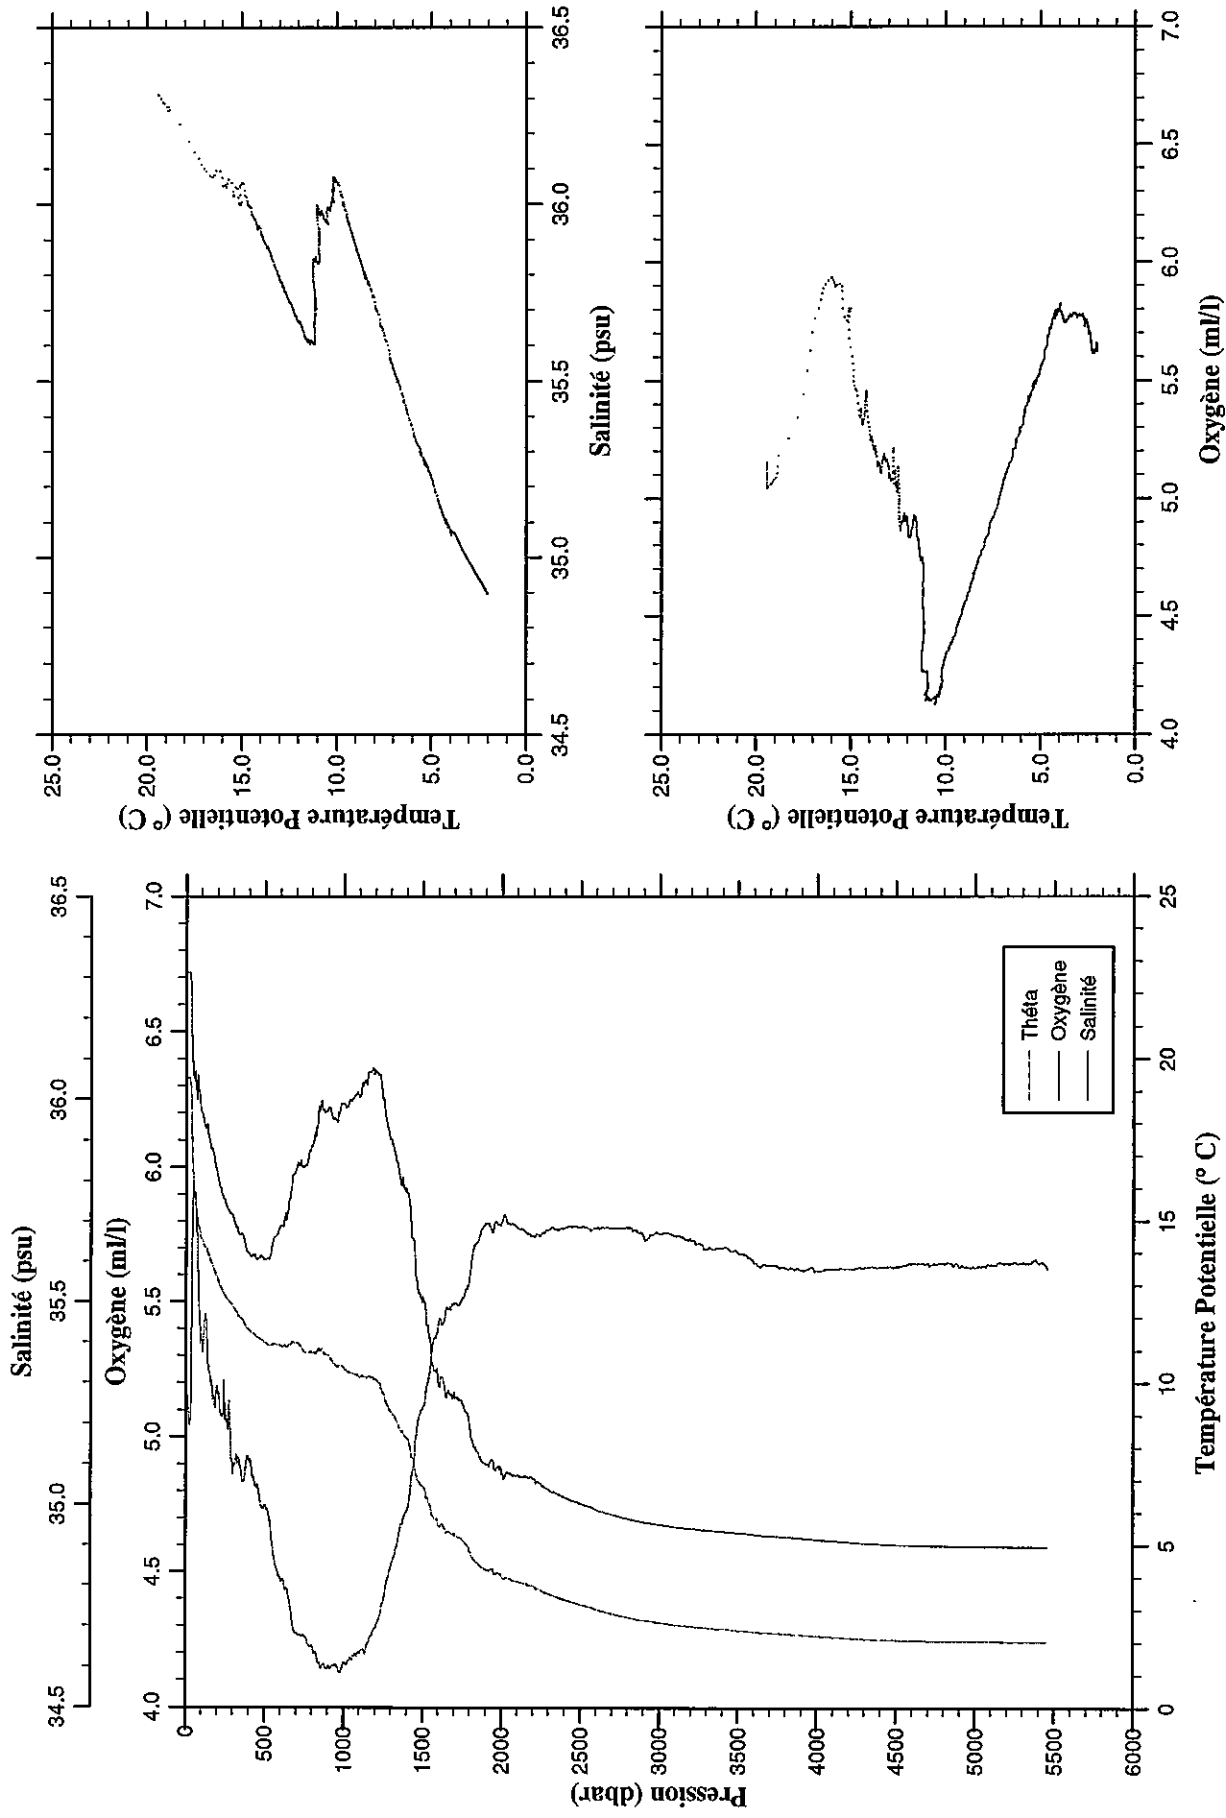 Salinité (psu)
34.5 35.0 35.5 36.0 36.5
Oxygène (ml/l)
4.0 4.5 5.0 5.5 6.0 6.5 7.0
Pression (dbar)
0
500
1000
1500
2000
2500
3000
3500
4000
4500
5000
5500
6000
Théta
Oxygène
Salinité
0 5 10 15 20 25
Température Potentielle (° C)
Température Potentielle (° C)
25.0
20.0
15.0
10.0
5.0
0.0
34.5 35.0 35.5 36.0 36.5
Salinité (psu)
Température Potentielle (° C)
25.0
20.0
15.0
10.0
5.0
0.0
4.0 4.5 5.0 5.5 6.0 6.5 7.0
Oxygène (ml/l)